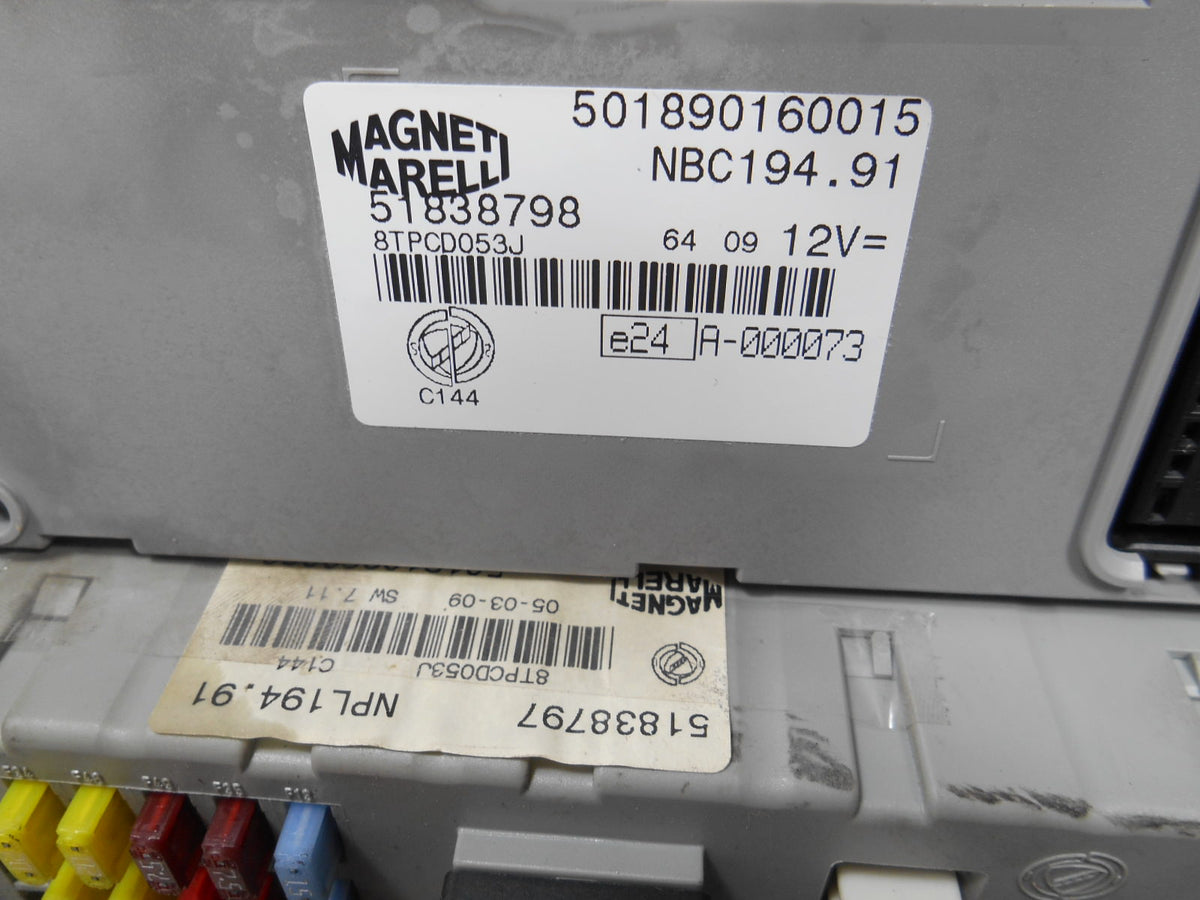 MAGNETI
MARELLI
501890160015
NBC194.91
51838798
8TPCD053J
64 09 12V=
e24 A-000073
C144
MAGNETI
MARELLI
05-03-09 SW 7.11
8TPCD053J C144
51838797 NPL194.91